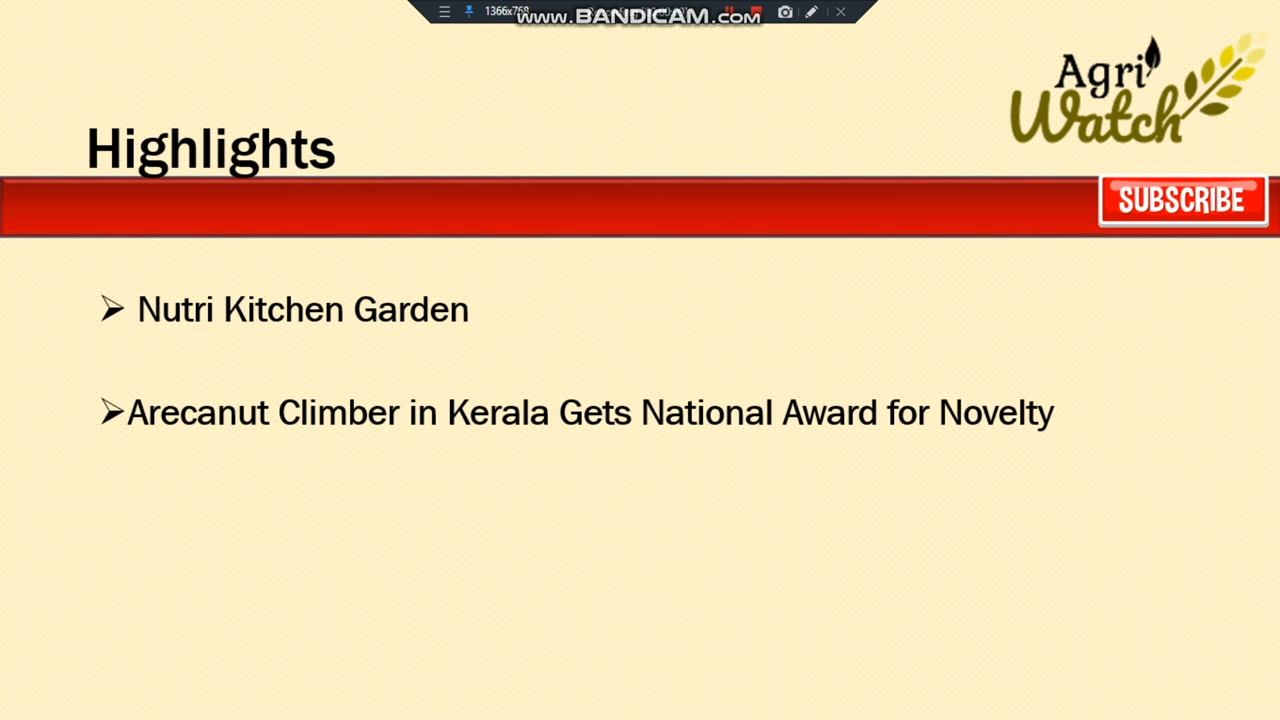 1366x768
www.BANDICAM.com
Agri
Watch
Highlights
SUBSCRIBE
➢ Nutri Kitchen Garden
➢Arecanut Climber in Kerala Gets National Award for Novelty